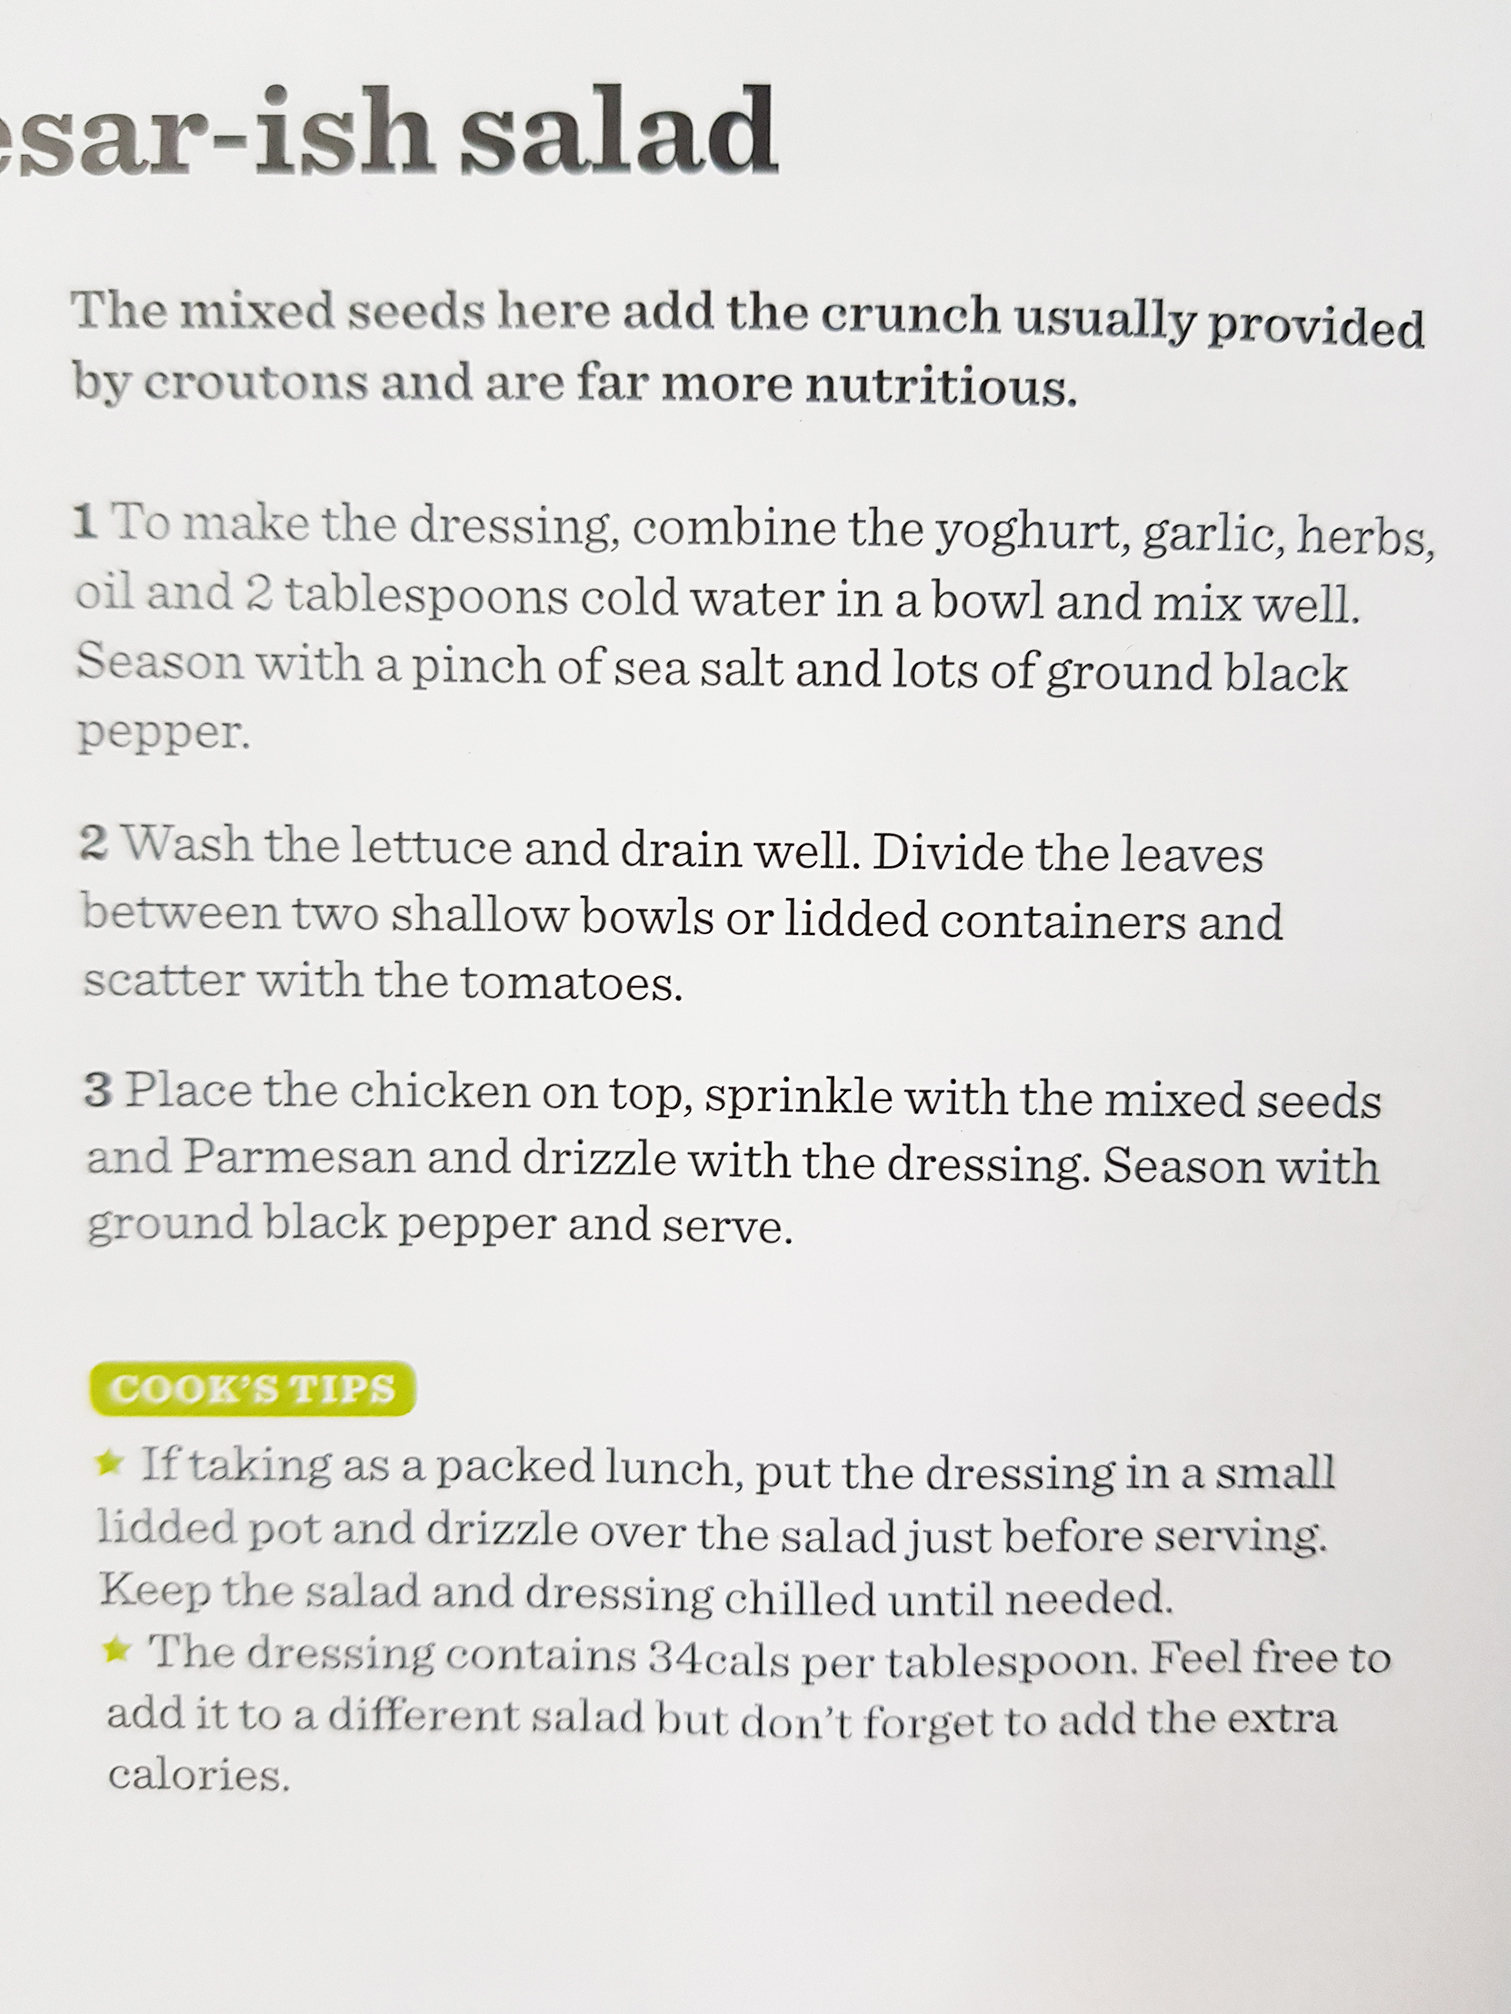 esar-ish salad
The mixed seeds here add the crunch usually provided
by croutons and are far more nutritious.
1 To make the dressing, combine the yoghurt, garlic, herbs,
oil and 2 tablespoons cold water in a bowl and mix well.
Season with a pinch of sea salt and lots of ground black
pepper.
2 Wash the lettuce and drain well. Divide the leaves
between two shallow bowls or lidded containers and
scatter with the tomatoes.
3 Place the chicken on top, sprinkle with the mixed seeds
and Parmesan and drizzle with the dressing. Season with
ground black pepper and serve.
COOK'S TIPS
★ If taking as a packed lunch, put the dressing in a small
lidded pot and drizzle over the salad just before serving.
Keep the salad and dressing chilled until needed.
★ The dressing contains 34cals per tablespoon. Feel free to
add it to a different salad but don't forget to add the extra
calories.